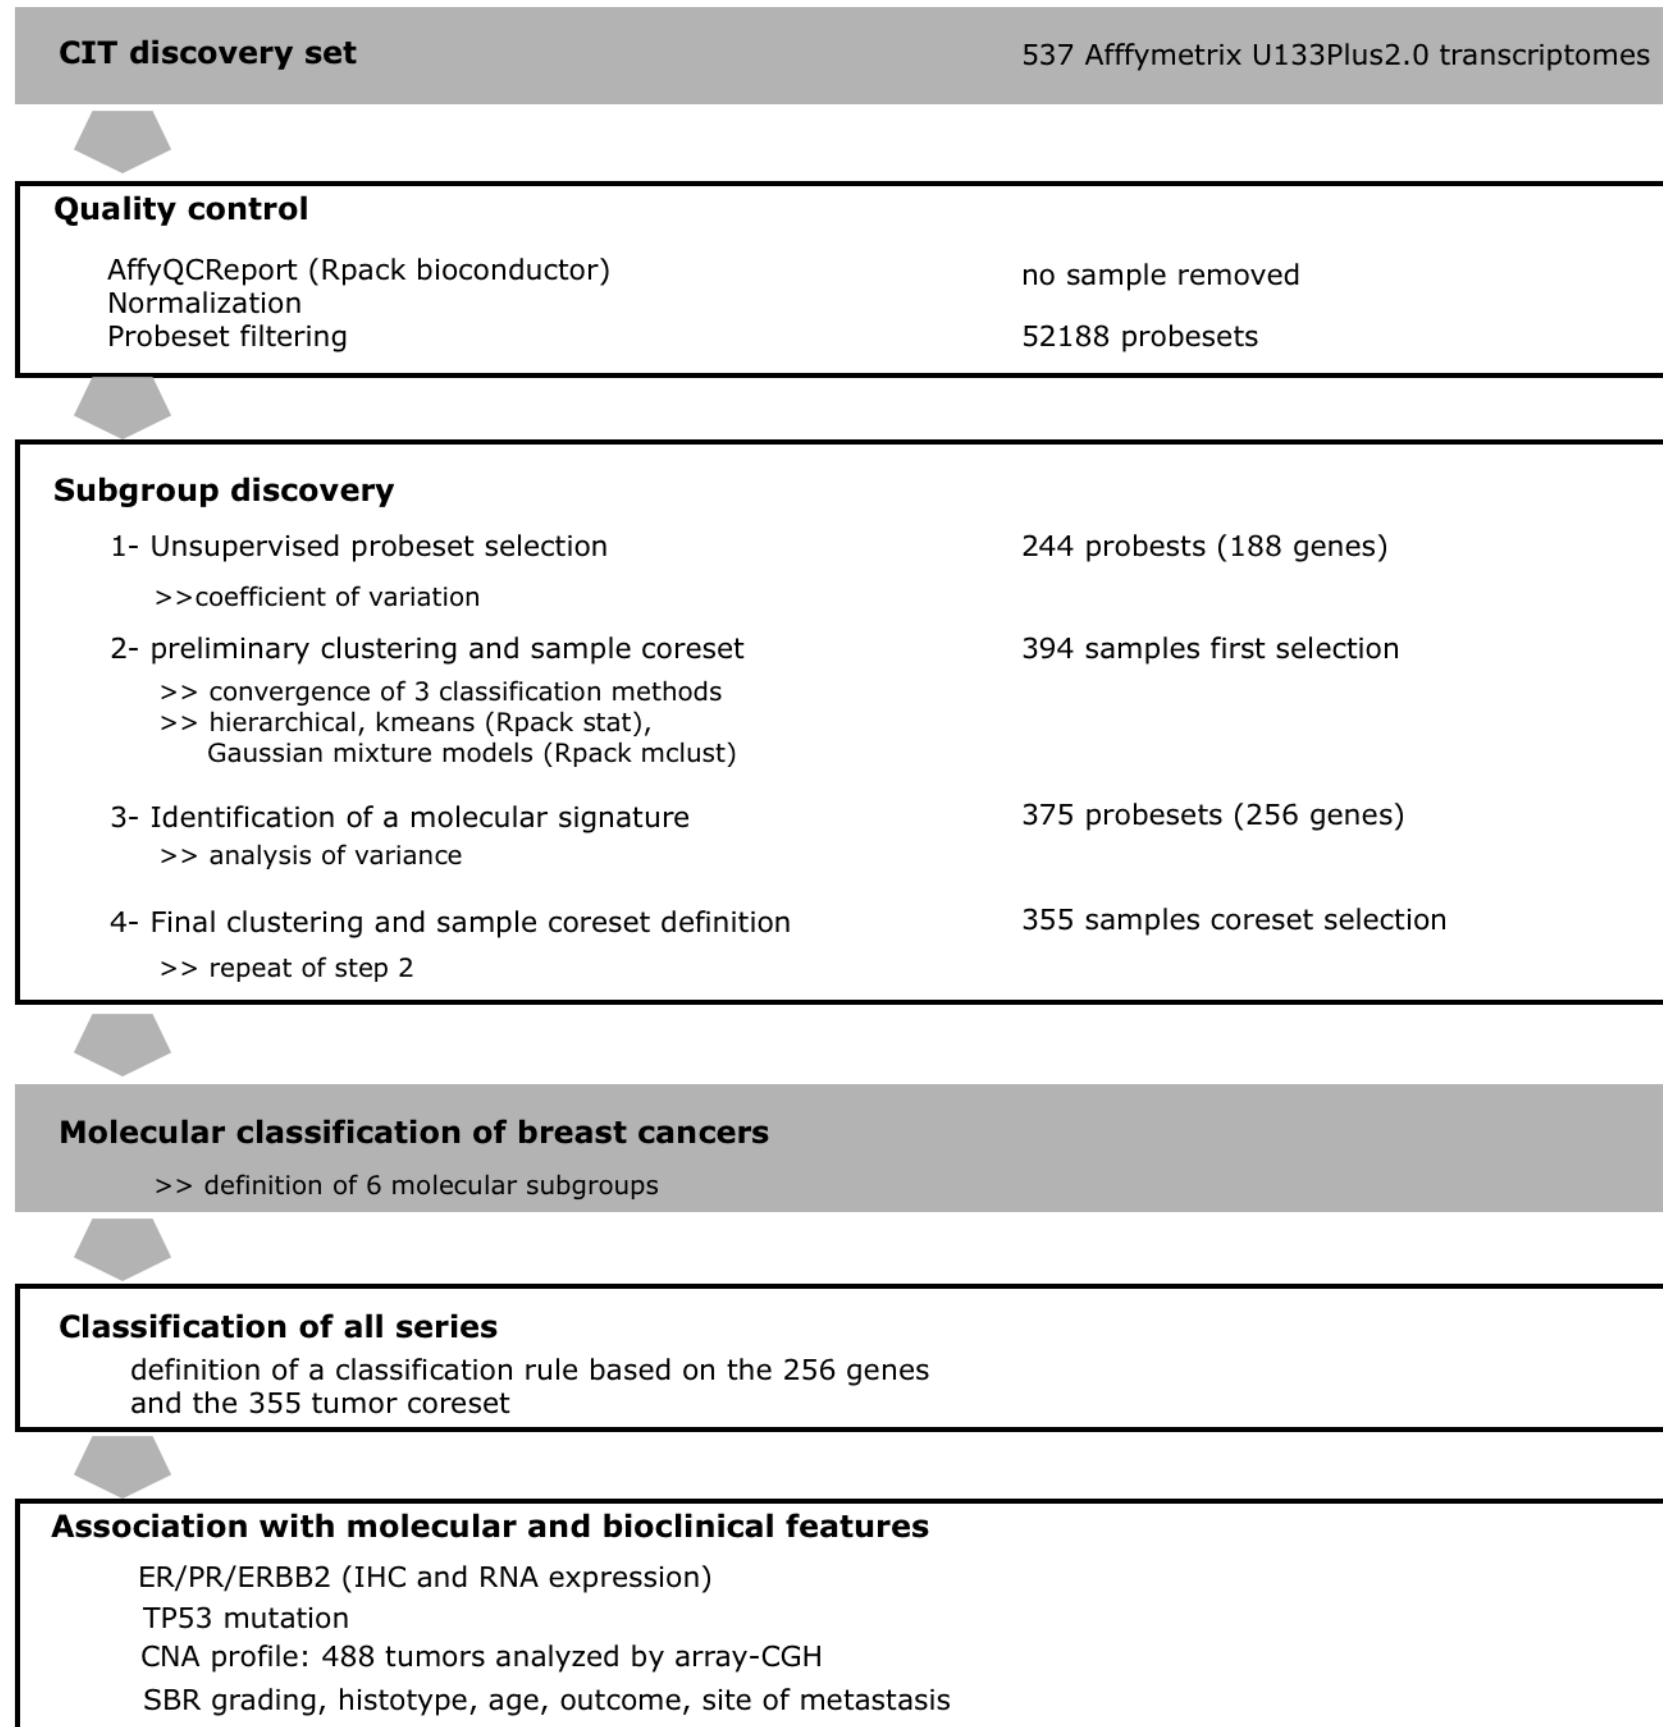 CIT discovery set 537 Afffymetrix U133Plus2.0 transcriptomes
Quality control
AffyQCReport (Rpack bioconductor) no sample removed
Normalization
Probeset filtering 52188 probesets
Subgroup discovery
1- Unsupervised probeset selection 244 probests (188 genes)
>>coefficient of variation
2- preliminary clustering and sample coreset 394 samples first selection
>> convergence of 3 classification methods
>> hierarchical, kmeans (Rpack stat),
Gaussian mixture models (Rpack mclust)
3- Identification of a molecular signature 375 probesets (256 genes)
>> analysis of variance
4- Final clustering and sample coreset definition 355 samples coreset selection
>> repeat of step 2
Molecular classification of breast cancers
>> definition of 6 molecular subgroups
Classification of all series
definition of a classification rule based on the 256 genes
and the 355 tumor coreset
Association with molecular and bioclinical features
ER/PR/ERBB2 (IHC and RNA expression)
TP53 mutation
CNA profile: 488 tumors analyzed by array-CGH
SBR grading, histotype, age, outcome, site of metastasis